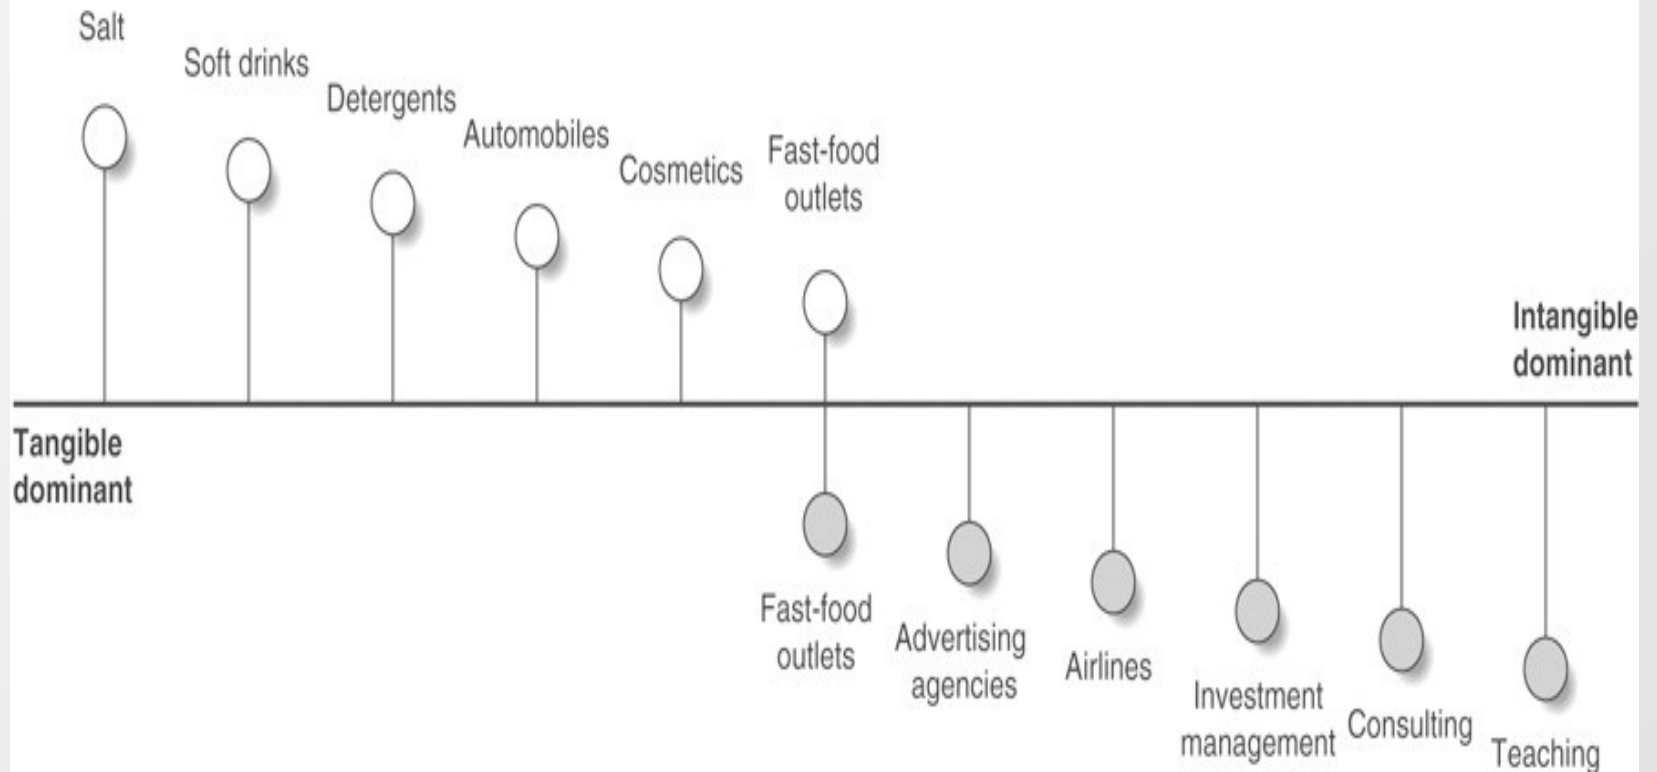 Salt
Soft drinks
Detergents
Automobiles
Cosmetics
Fast-food
outlets
Intangible
dominant
Tangible
dominant
Fast-food
outlets
Advertising
agencies
Airlines
Investment
management
Consulting
Teaching